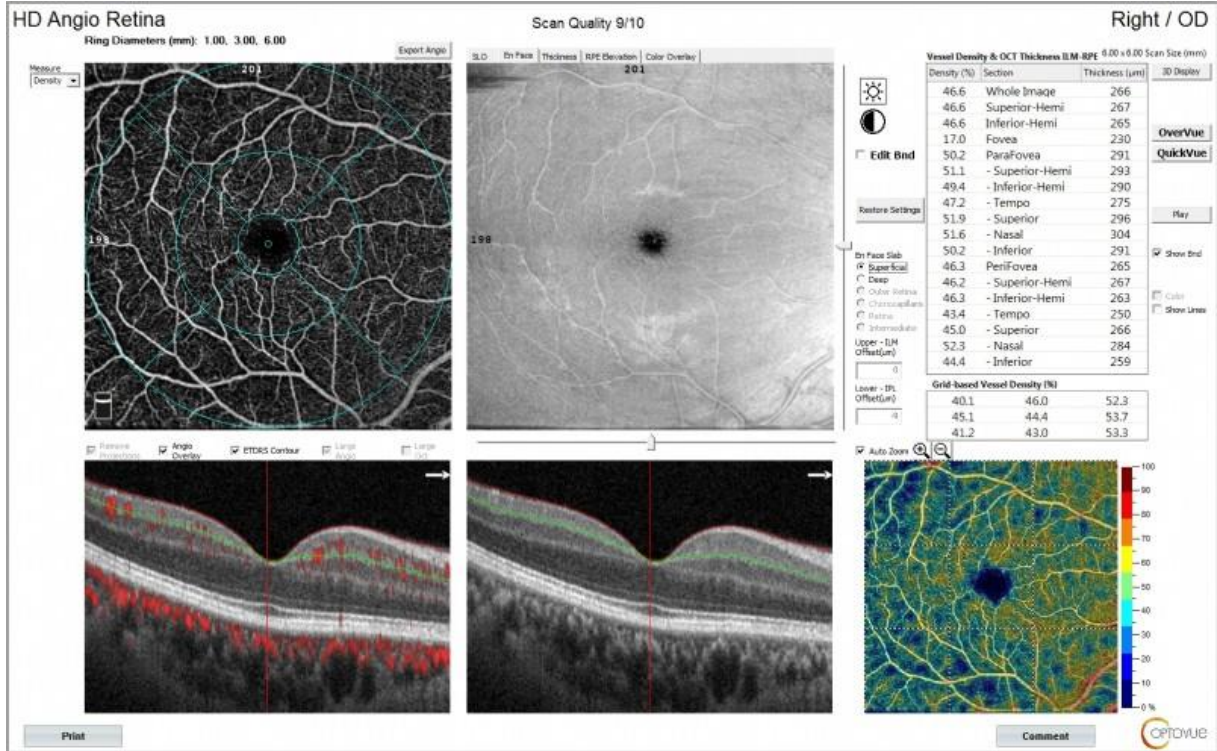 HD Angio Retina
Scan Quality 9/10
Right / OD
Ring Diameters (mm): 1.00, 3.00, 6.00
Export Angio
Measure
Density
201
198
SLO En Face Thickness RPE Elevation Color Overlay
201
198
Edit Bnd
Restore Settings
En Face Slab
Superficial
Deep
Outer Retina
Choriocapillaris
Retina
Intermediate
Upper - ILM
Offset(um)
0
Lower - IPL
Offset(um)
Vessel Density & OCT Thickness ILM-RPE 6.00 x 6.00 Scan Size (mm)
Density (%) Section Thickness (µm)
46.6 Whole Image 266
46.6 Superior-Hemi 267
46.6 Inferior-Hemi 265
17.0 Fovea 230
50.2 ParaFovea 291
51.1 - Superior-Hemi 293
49.4 - Inferior-Hemi 290
47.2 - Tempo 275
51.9 - Superior 296
51.6 - Nasal 304
50.2 - Inferior 291
46.3 PeriFovea 265
46.2 - Superior-Hemi 267
46.3 - Inferior-Hemi 263
43.4 - Tempo 250
45.0 - Superior 266
52.3 - Nasal 284
44.4 - Inferior 259
Grid-based Vessel Density (%)
40.1 46.0 52.3
45.1 44.4 53.7
41.2 43.0 53.3
3D Display
OverVue
QuickVue
Play
Show Bnd
Color
Show Lines
Remove Projections
Angio Overlay
ETDRS Contour
Large Angio
Large Oct
Auto Zoom
100
90
80
70
60
50
40
30
20
10
0 %
Print
Comment
OPTOVUE